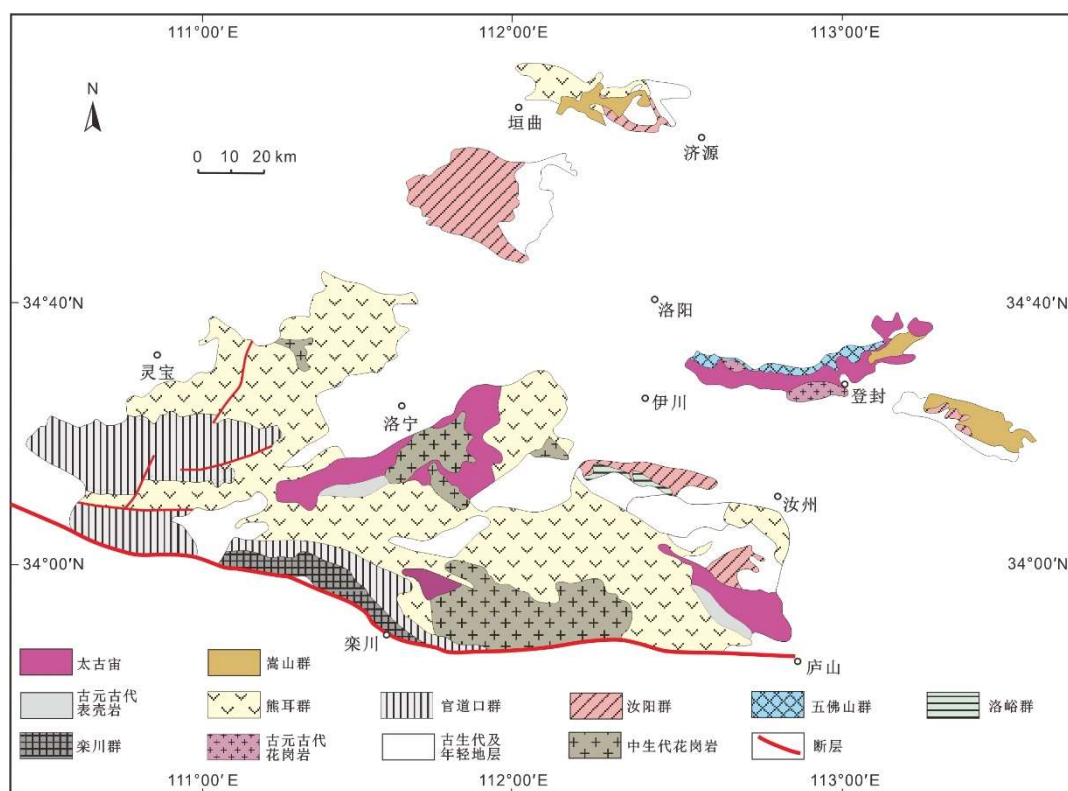 111°00′E 112°00′E 113°00′E
N
垣曲
济源
0 10 20 km
34°40′N 洛阳 34°40′N
灵宝
登封
伊川
洛宁
汝州
34°00′N 34°00′N
栾川
庐山
太古宙 嵩山群
古元古代
表壳岩 熊耳群 官道口群 汝阳群 五佛山群 洛峪群
栾川群 古元古代
花岗岩 古生代及
年轻地层 中生代花岗岩 断层
111°00′E 112°00′E 113°00′E